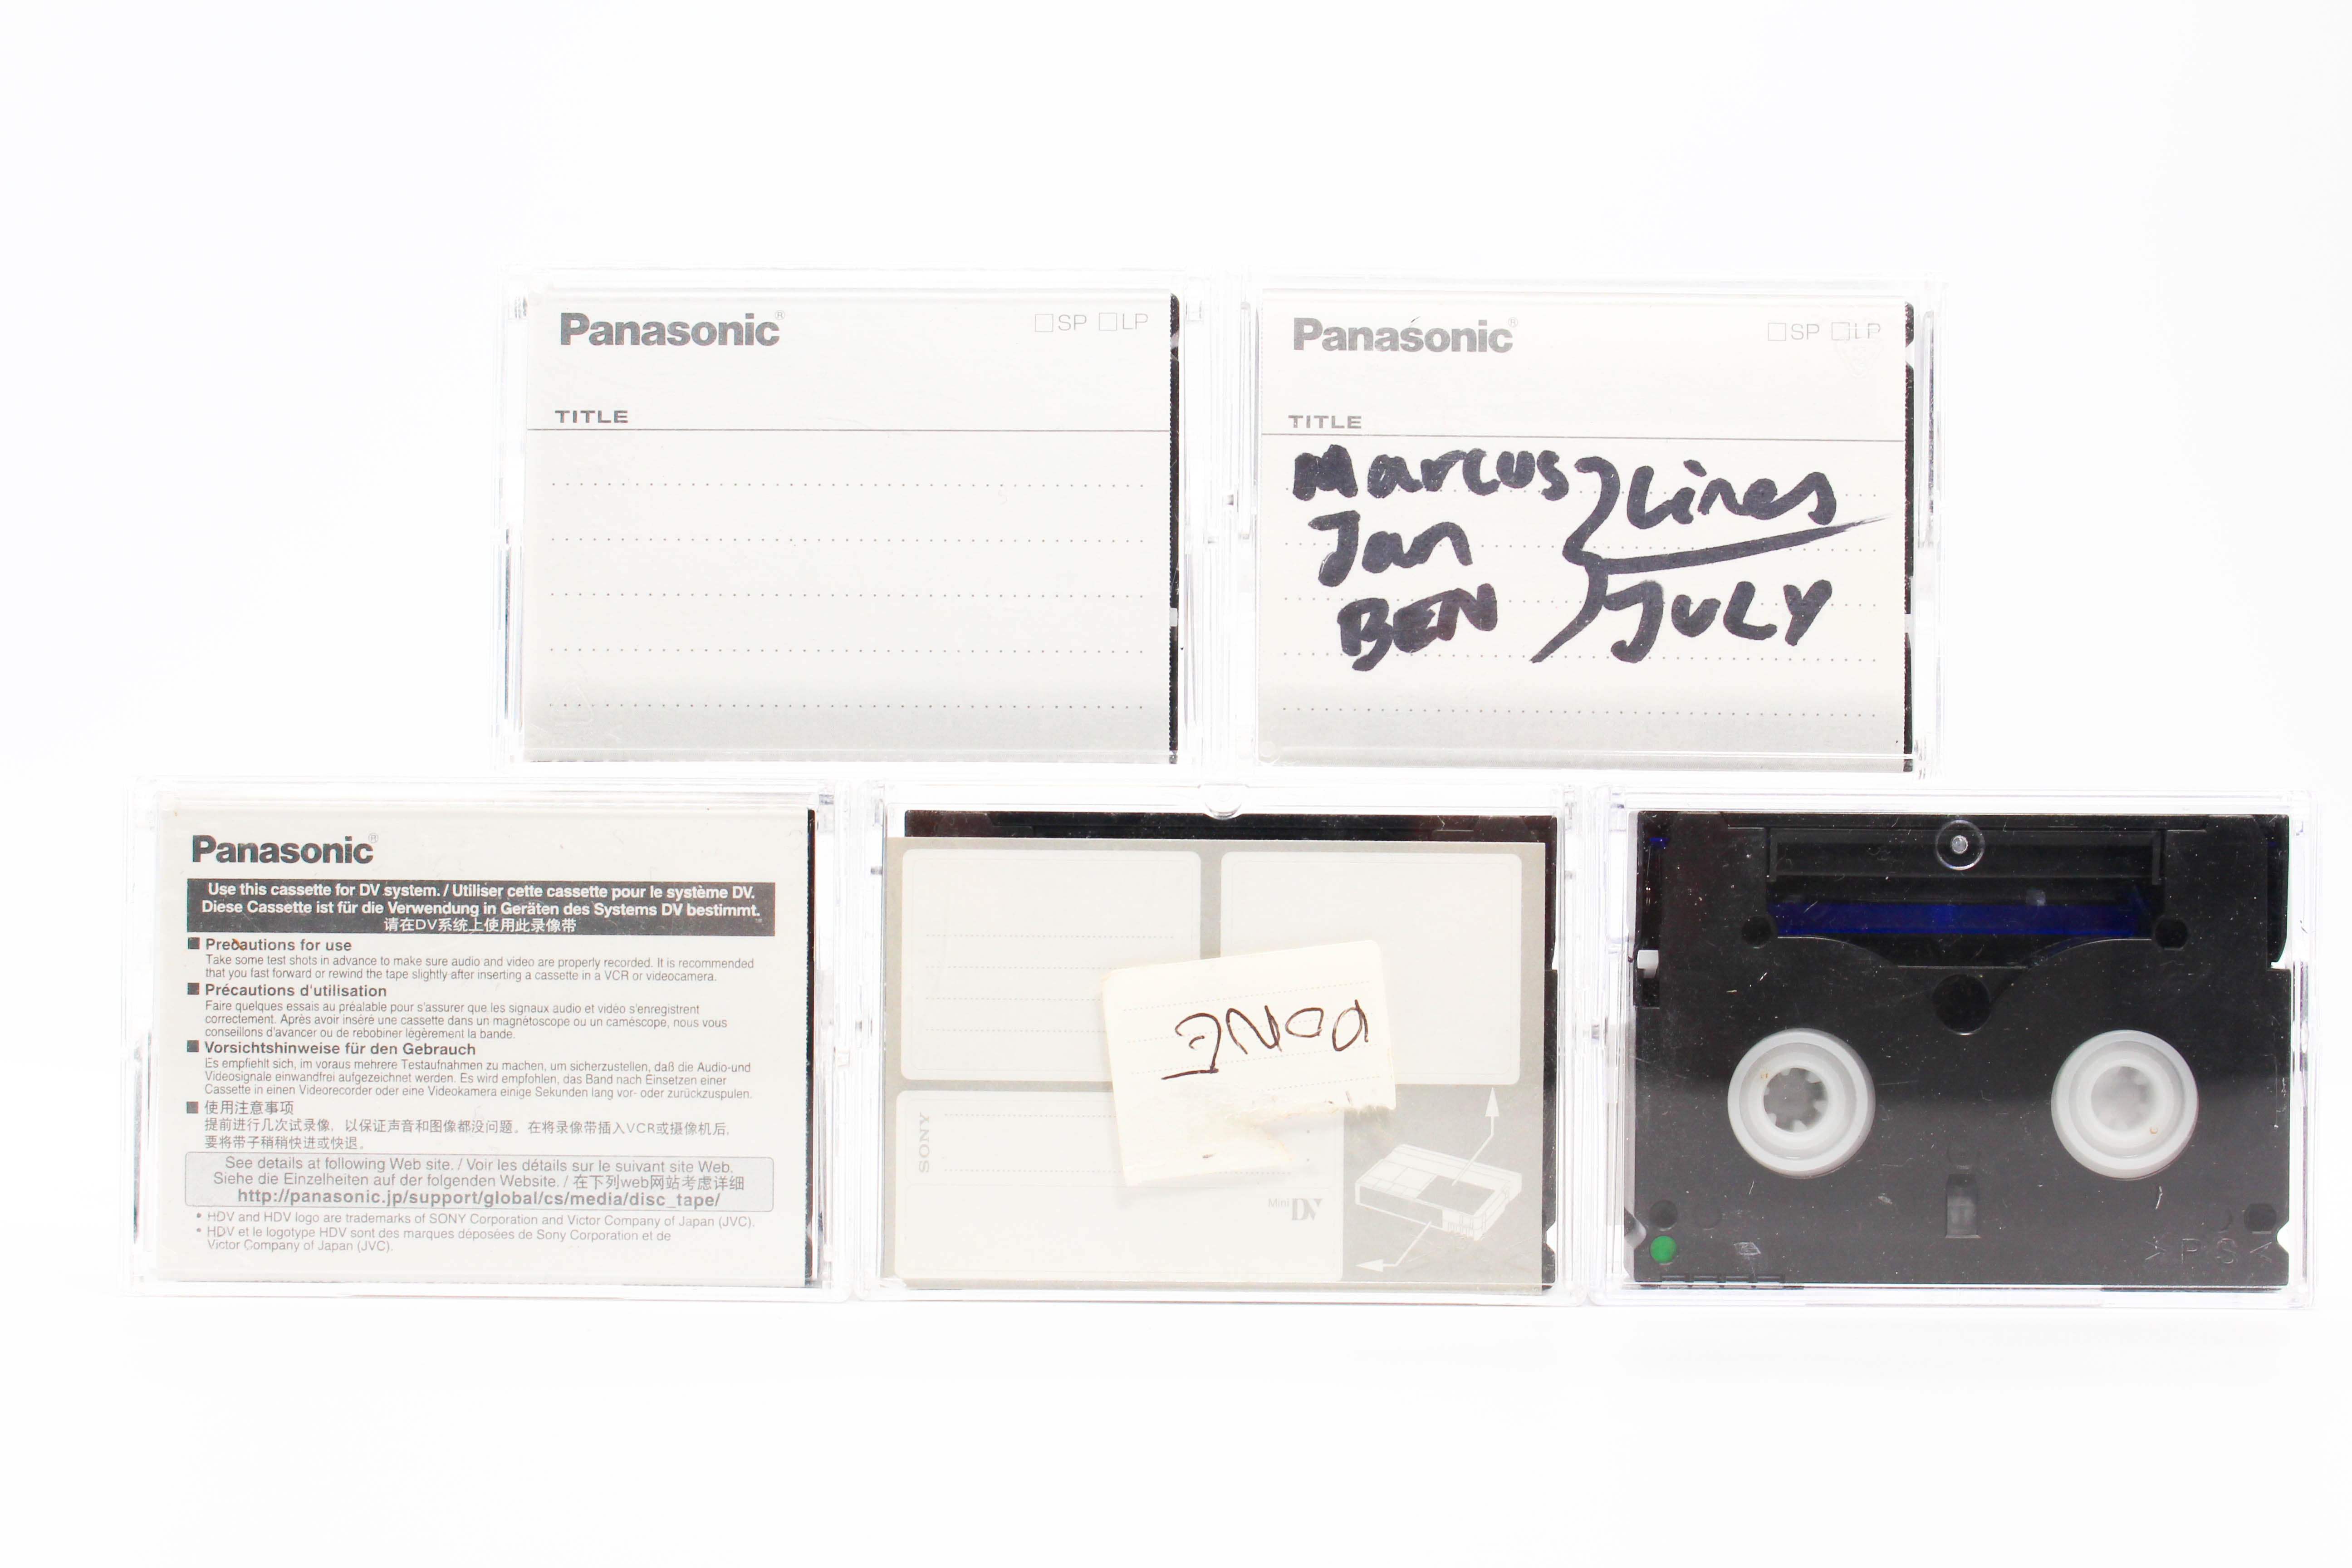 Panasonic® □SP □LP
TITLE
Panasonic® □SP □LP
TITLE
Marcus } Lines
Jan
BEN JULY
Panasonic®
Use this cassette for DV system. / Utiliser cette cassette pour le système DV.
Diese Cassette ist für die Verwendung in Geräten des Systems DV bestimmt.
请在DV系统上使用此录像带
■ Precautions for use
Take some test shots in advance to make sure audio and video are properly recorded. It is recommended
that you fast forward or rewind the tape slightly after inserting a cassette in a VCR or videocamera.
■ Précautions d'utilisation
Faire quelques essais au préalable pour s'assurer que les signaux audio et vidéo s'enregistrent
correctement. Après avoir inséré une cassette dans un magnétoscope ou un caméscope, nous vous
conseillons d'avancer ou de rebobiner légèrement la bande.
■ Vorsichtshinweise für den Gebrauch
Es empfiehlt sich, im voraus mehrere Testaufnahmen zu machen, um sicherzustellen, daß die Audio-und
Videosignale einwandfrei aufgezeichnet werden. Es wird empfohlen, das Band nach Einsetzen einer
Cassette in einen Videorecorder oder eine Videokamera einige Sekunden lang vor- oder zurückzuspulen.
■ 使用注意事项
提前进行几次试录像，以保证声音和图像都没问题。在将录像带插入VCR或摄像机后，
要将带子稍稍快进或快退。
See details at following Web site. / Voir les détails sur le suivant site Web.
Siehe die Einzelheiten auf der folgenden Website. / 在下列web网站考虑详细
http://panasonic.jp/support/global/cs/media/disc_tape/
* HDV and HDV logo are trademarks of SONY Corporation and Victor Company of Japan (JVC).
* HDV et le logotype HDV sont des marques déposées de Sony Corporation et de
Victor Company of Japan (JVC).
DONE
SONY
Mini DV